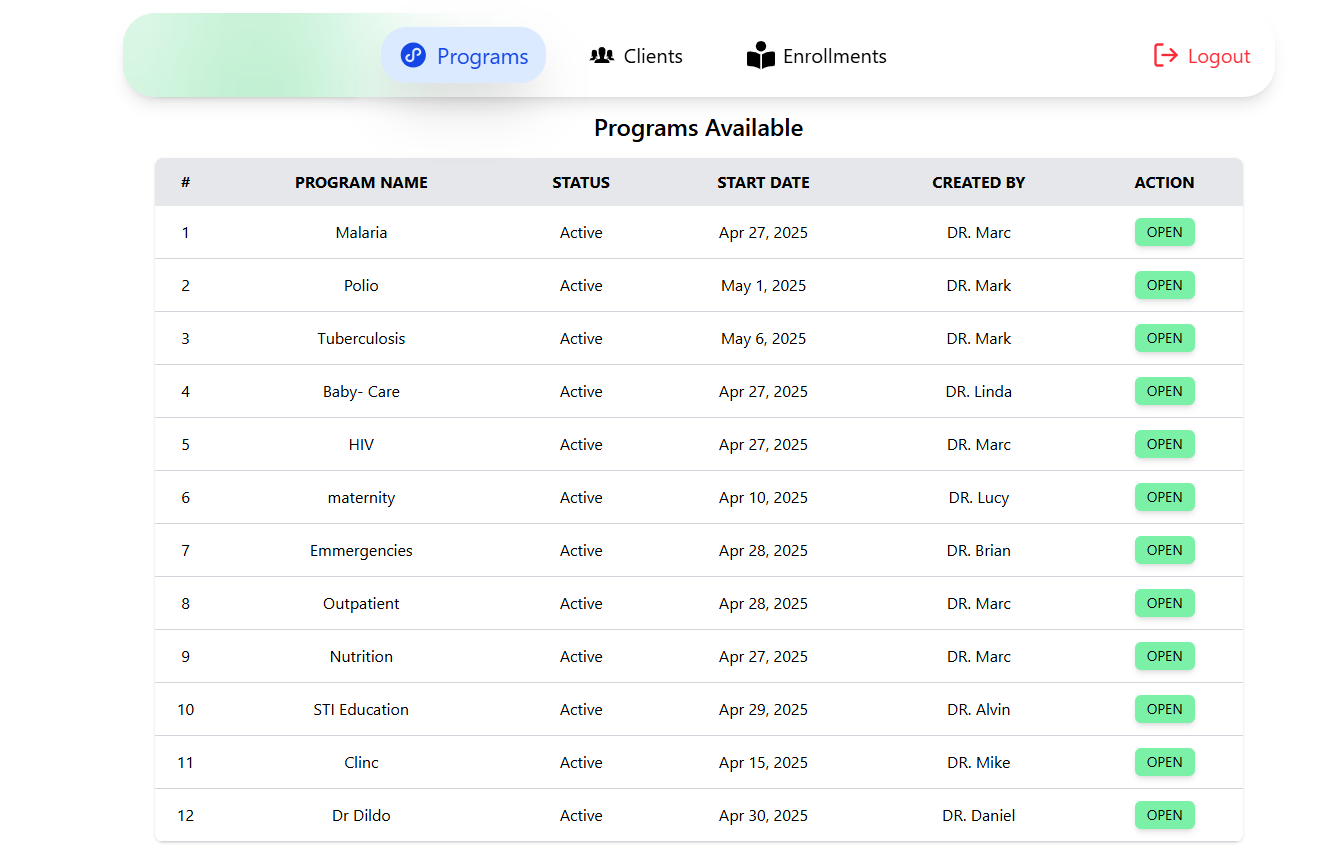 Programs Clients Enrollments Logout
Programs Available
# PROGRAM NAME STATUS START DATE CREATED BY ACTION
1 Malaria Active Apr 27, 2025 DR. Marc OPEN
2 Polio Active May 1, 2025 DR. Mark OPEN
3 Tuberculosis Active May 6, 2025 DR. Mark OPEN
4 Baby- Care Active Apr 27, 2025 DR. Linda OPEN
5 HIV Active Apr 27, 2025 DR. Marc OPEN
6 maternity Active Apr 10, 2025 DR. Lucy OPEN
7 Emmergencies Active Apr 28, 2025 DR. Brian OPEN
8 Outpatient Active Apr 28, 2025 DR. Marc OPEN
9 Nutrition Active Apr 27, 2025 DR. Marc OPEN
10 STI Education Active Apr 29, 2025 DR. Alvin OPEN
11 Clinc Active Apr 15, 2025 DR. Mike OPEN
12 Dr Dildo Active Apr 30, 2025 DR. Daniel OPEN